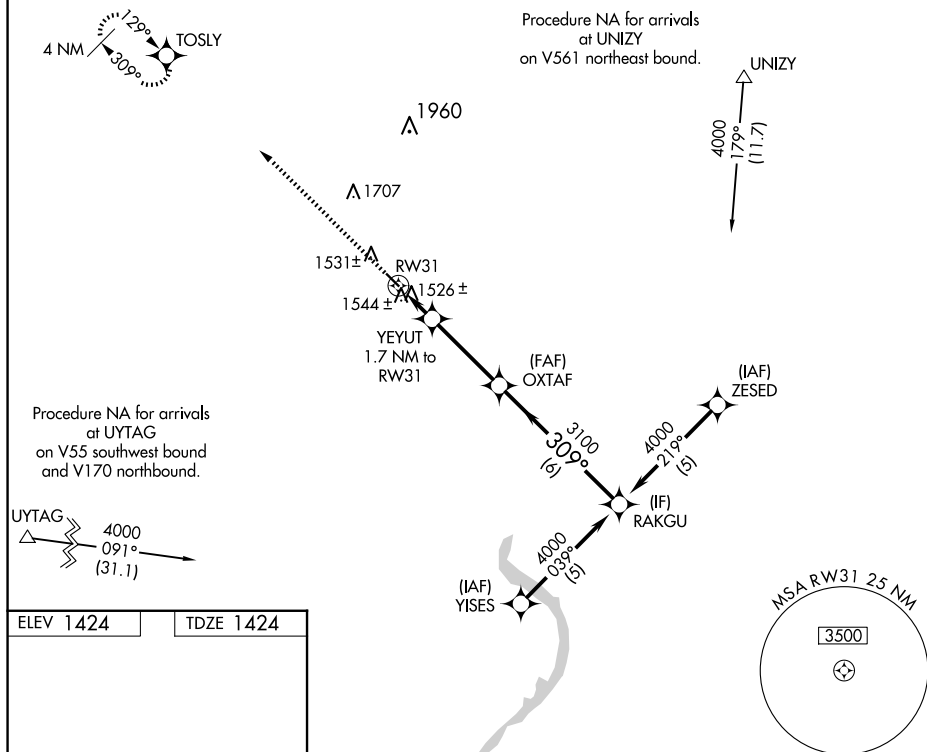 129°
4 NM
309°
TOSLY
Procedure NA for arrivals
at UNIZY
on V561 northeast bound.
UNIZY
4000
179°
(11.7)
1960
1707
1531±
RW31
1544±
1526±
YEYUT
1.7 NM to
RW31
(FAF)
OXTAF
(IAF)
ZESED
3100
309°
(6)
4000
219°
(5)
(IF)
RAKGU
Procedure NA for arrivals
at UYTAG
on V55 southwest bound
and V170 northbound.
UYTAG
4000
091°
(31.1)
4000
039°
(5)
(IAF)
YISES
MSA RW31 25 NM
3500
ELEV 1424
TDZE 1424